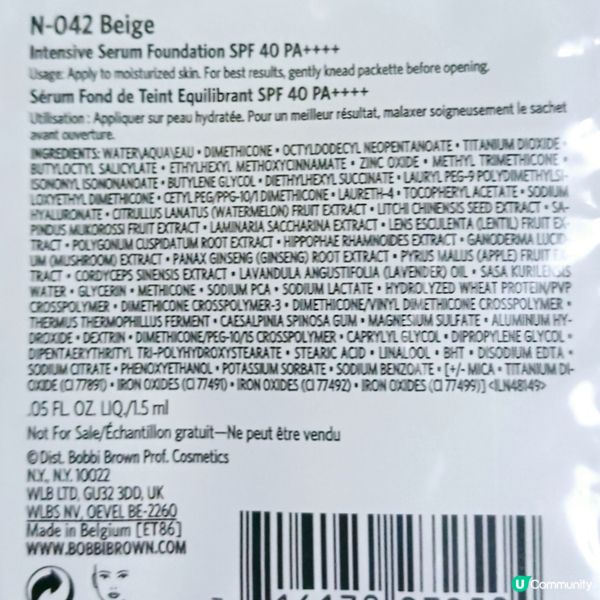 N-042 Beige
Intensive Serum Foundation SPF 40 PA++++
Usage: Apply to moisturized skin. For best results, gently knead packette before opening.
Sérum Fond de Teint Equilibrant SPF 40 PA++++
Utilisation : Appliquer sur peau hydratée. Pour un meilleur résultat, malaxer soigneusement le sachet
avant ouverture.
INGREDIENTS: WATER\AQUA\EAU • DIMETHICONE • OCTYLDODECYL NEOPENTANOATE • TITANIUM DIOXIDE •
BUTYLOCTYL SALICYLATE • ETHYLHEXYL METHOXYCINNAMATE • ZINC OXIDE • METHYL TRIMETHICONE •
ISONONYL ISONONANOATE • BUTYLENE GLYCOL • DIETHYLHEXYL SUCCINATE • LAURYL PEG-9 POLYDIMETHYLSI-
LOXYETHYL DIMETHICONE • CETYL PEG/PPG-10/1 DIMETHICONE • LAURETH-4 • TOCOPHERYL ACETATE • SODIUM
HYALURONATE • CITRULLUS LANATUS (WATERMELON) FRUIT EXTRACT • LITCHI CHINENSIS SEED EXTRACT • SA-
PINDUS MUKOROSSI FRUIT EXTRACT • LAMINARIA SACCHARINA EXTRACT • LENS ESCULENTA (LENTIL) FRUIT EX-
TRACT • POLYGONUM CUSPIDATUM ROOT EXTRACT • HIPPOPHAE RHAMNOIDES EXTRACT • GANODERMA LUCID-
UM (MUSHROOM) EXTRACT • PANAX GINSENG (GINSENG) ROOT EXTRACT • PYRUS MALUS (APPLE) FRUIT EX-
TRACT • CORDYCEPS SINENSIS EXTRACT • LAVANDULA ANGUSTIFOLIA (LAVENDER) OIL • SASA KURILENSIS
WATER • GLYCERIN • METHICONE • SODIUM PCA • SODIUM LACTATE • HYDROLYZED WHEAT PROTEIN/PVP
CROSSPOLYMER • DIMETHICONE CROSSPOLYMER-3 • DIMETHICONE/VINYL DIMETHICONE CROSSPOLYMER •
THERMUS THERMOPHILLUS FERMENT • CAESALPINIA SPINOSA GUM • MAGNESIUM SULFATE • ALUMINUM HY-
DROXIDE • DEXTRIN • DIMETHICONE/PEG-10/15 CROSSPOLYMER • CAPRYLYL GLYCOL • DIPROPYLENE GLYCOL •
DIPENTAERYTHRITYL TRI-POLYHYDROXYSTEARATE • STEARIC ACID • LINALOOL • BHT • DISODIUM EDTA •
SODIUM CITRATE • PHENOXYETHANOL • POTASSIUM SORBATE • SODIUM BENZOATE • [+/- MICA • TITANIUM DI-
OXIDE (CI 77891) • IRON OXIDES (CI 77491) • IRON OXIDES (CI 77492) • IRON OXIDES (CI 77499)] <ILN48149>
.05 FL. OZ. LIQ./1.5 ml
Not For Sale/Échantillon gratuit—Ne peut être vendu
© Dist. Bobbi Brown Prof. Cosmetics
N.Y., N.Y. 10022
WLB LTD, GU32 3DD, UK
WLBS NV, OEVEL BE-2260
Made in Belgium [ET86]
WWW.BOBBIBROWN.COM
U Community